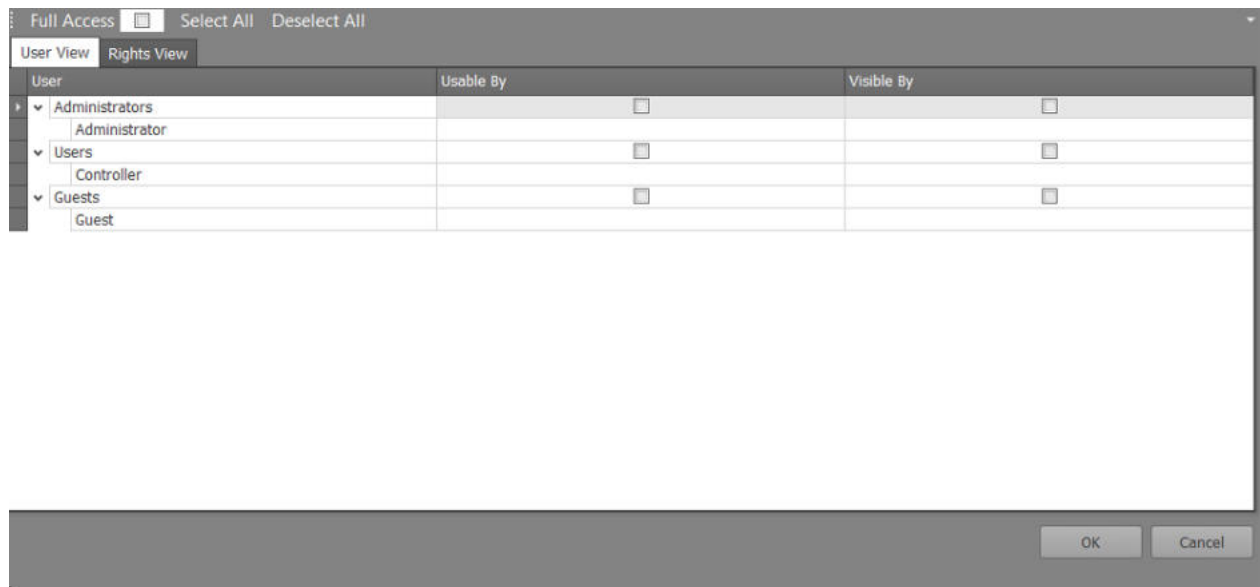 Full Access Select All Deselect All
User View Rights View
User Usable By Visible By
Administrators
Administrator
Users
Controller
Guests
Guest
OK Cancel